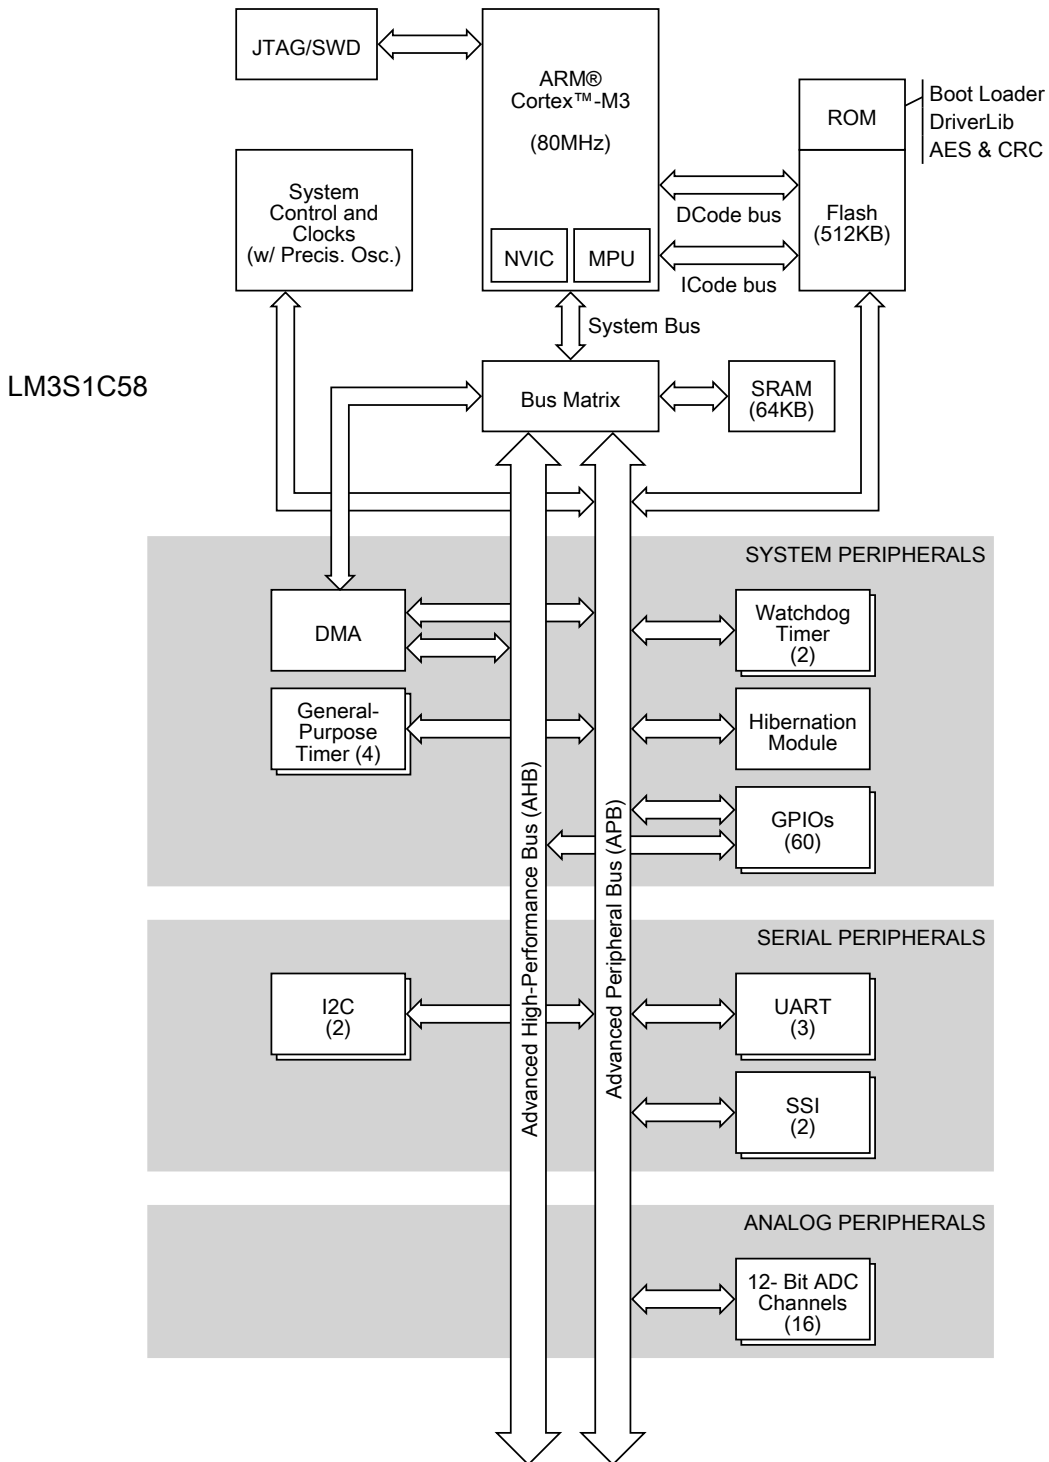 JTAG/SWD
ARM®
Cortex™-M3
(80MHz)
NVIC
MPU
ROM
Boot Loader
DriverLib
AES & CRC
Flash
(512KB)
DCode bus
ICode bus
System
Control and
Clocks
(w/ Precis. Osc.)
System Bus
LM3S1C58
Bus Matrix
SRAM
(64KB)
SYSTEM PERIPHERALS
DMA
Watchdog
Timer
(2)
General-
Purpose
Timer (4)
Hibernation
Module
GPIOs
(60)
Advanced High-Performance Bus (AHB)
Advanced Peripheral Bus (APB)
SERIAL PERIPHERALS
I2C
(2)
UART
(3)
SSI
(2)
ANALOG PERIPHERALS
12- Bit ADC
Channels
(16)